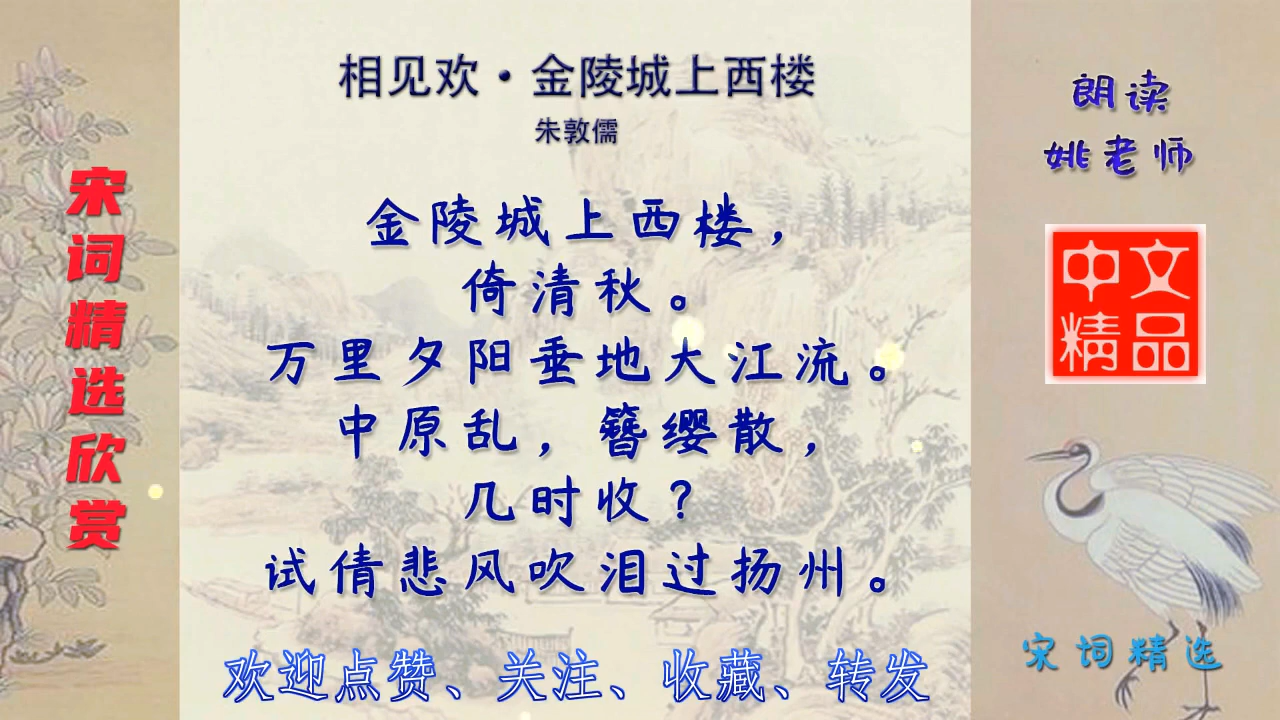 相见欢·金陵城上西楼
朱敦儒
金陵城上西楼，
倚清秋。
万里夕阳垂地大江流。
中原乱，簪缨散，
几时收？
试倩悲风吹泪过扬州。
欢迎点赞、关注、收藏、转发
宋词精选欣赏
朗读
姚老师
中文
精品
宋词精选